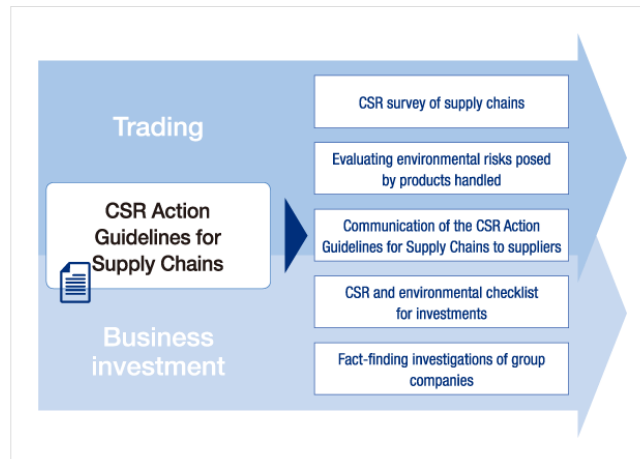 Trading
CSR Action
Guidelines for
Supply Chains
Business
investment
CSR survey of supply chains
Evaluating environmental risks posed
by products handled
Communication of the CSR Action
Guidelines for Supply Chains to suppliers
CSR and environmental checklist
for investments
Fact-finding investigations of group
companies